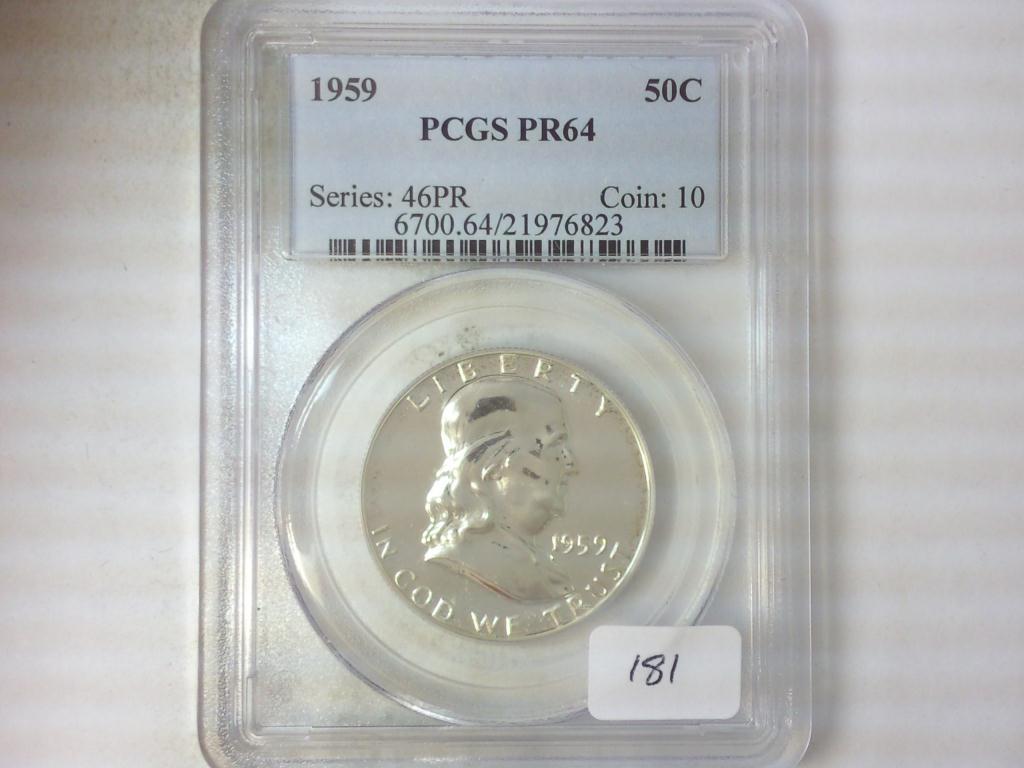 1959 50C
PCGS PR64
Series: 46PR Coin: 10
6700.64/21976823
LIBERTY
1959
IN GOD WE TRUST
181